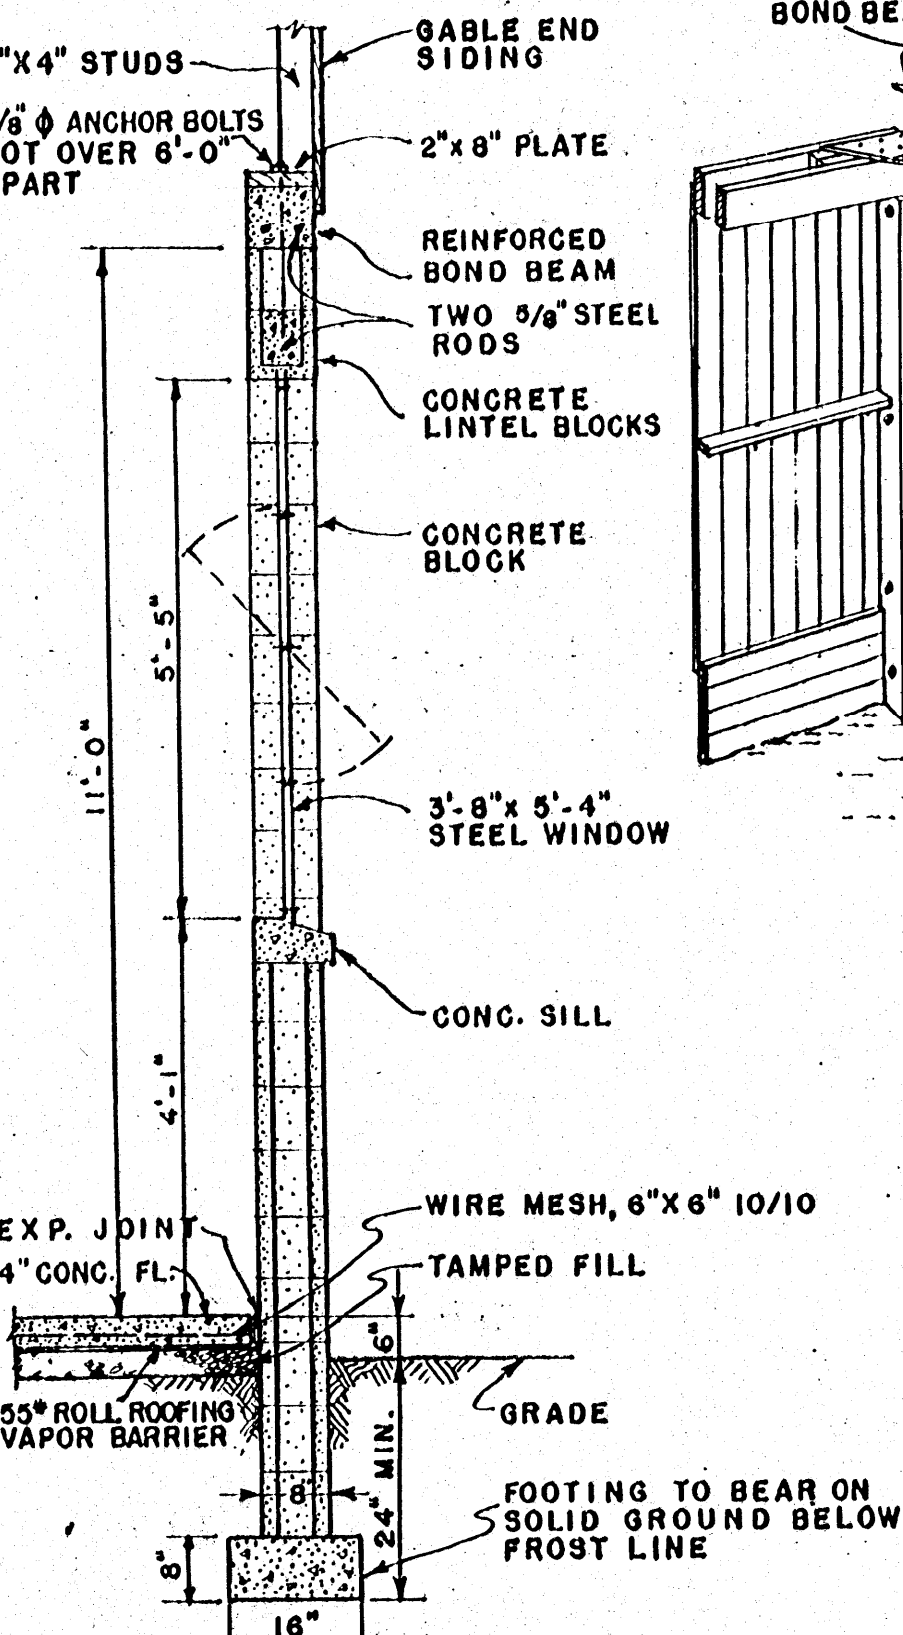 BOND BE
GABLE END
SIDING
"X4" STUDS
/8" ϕ ANCHOR BOLTS
OT OVER 6'-0"
PART
2"x 8" PLATE
REINFORCED
BOND BEAM
TWO 5/8" STEEL
RODS
CONCRETE
LINTEL BLOCKS
CONCRETE
BLOCK
5'-5"
11'-0"
3'-8"x 5'-4"
STEEL WINDOW
CONC. SILL
4'-1"
WIRE MESH, 6"X 6" 10/10
EXP. JOINT
4" CONC. FL.
TAMPED FILL
6"
55# ROLL ROOFING
VAPOR BARRIER
GRADE
24" MIN.
8"
FOOTING TO BEAR ON
SOLID GROUND BELOW
FROST LINE
8"
16"